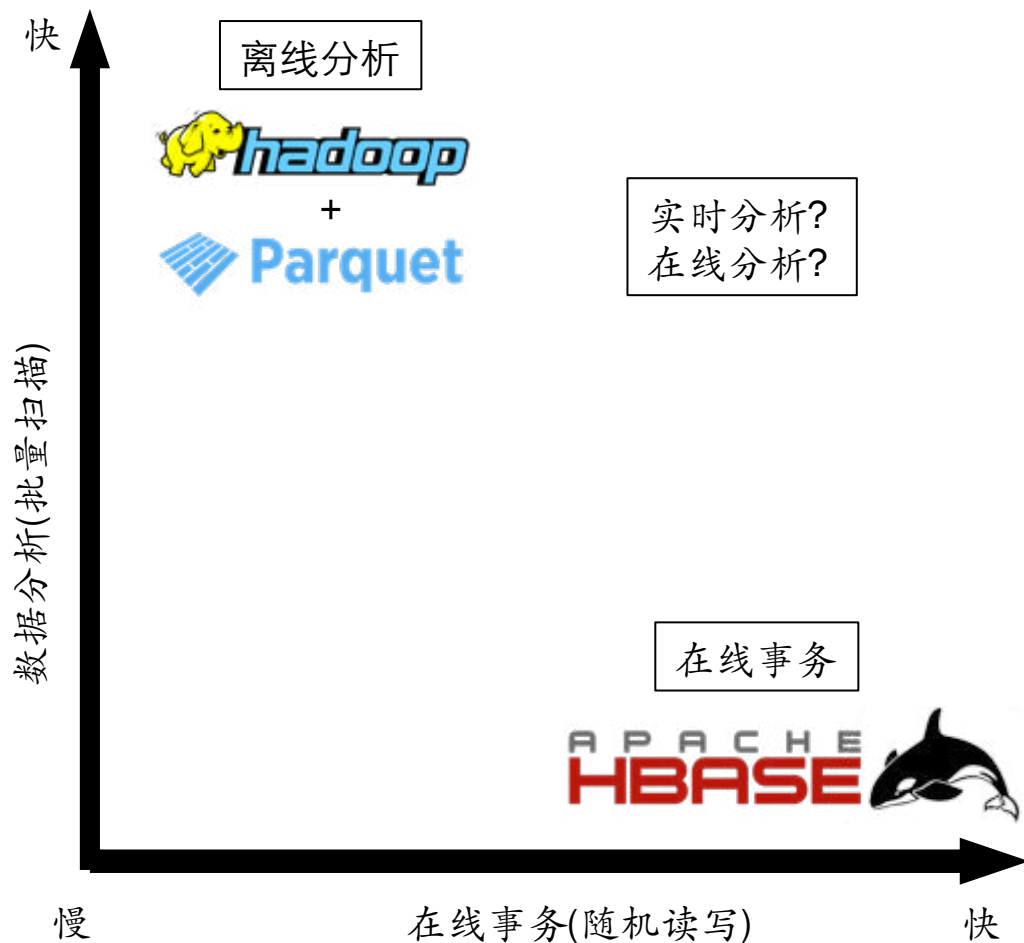 快
离线分析
hadoop
+
Parquet
实时分析?
在线分析?
数据分析(批量扫描)
在线事务
APACHE
HBASE
慢
在线事务(随机读写)
快